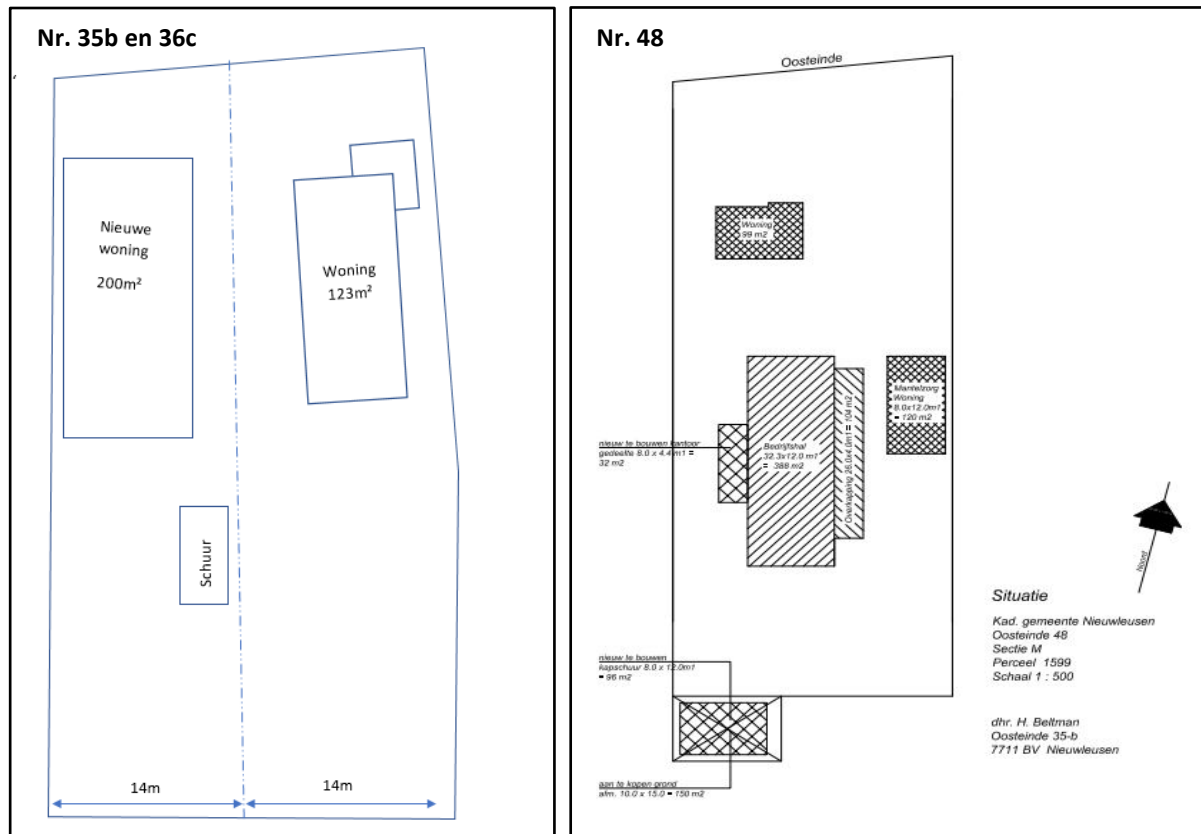 Nr. 35b en 36c
Nieuwe
woning
200m²
Woning
123m²
Schuur
14m
14m
Nr. 48
Oosteinde
Woning
99 m2
Mantelzorg
Woning
8.0x12.0m1
= 120 m2
nieuw te bouwen kantoor
gedeelte 8.0 x 4.4 m1 =
32 m2
Bedrijfshal
32.3x12.0 m1
= 388 m2
Overkapping 26.0x4.0m1 = 104 m2
Noord
Situatie
Kad. gemeente Nieuwleusen
Oosteinde 48
Sectie M
Perceel 1599
Schaal 1 : 500
nieuw te bouwen
kapschuur 8.0 x 12.0m1
= 96 m2
dhr. H. Beltman
Oosteinde 35-b
7711 BV Nieuwleusen
aan te kopen grond
afm. 10.0 x 15.0 = 150 m2